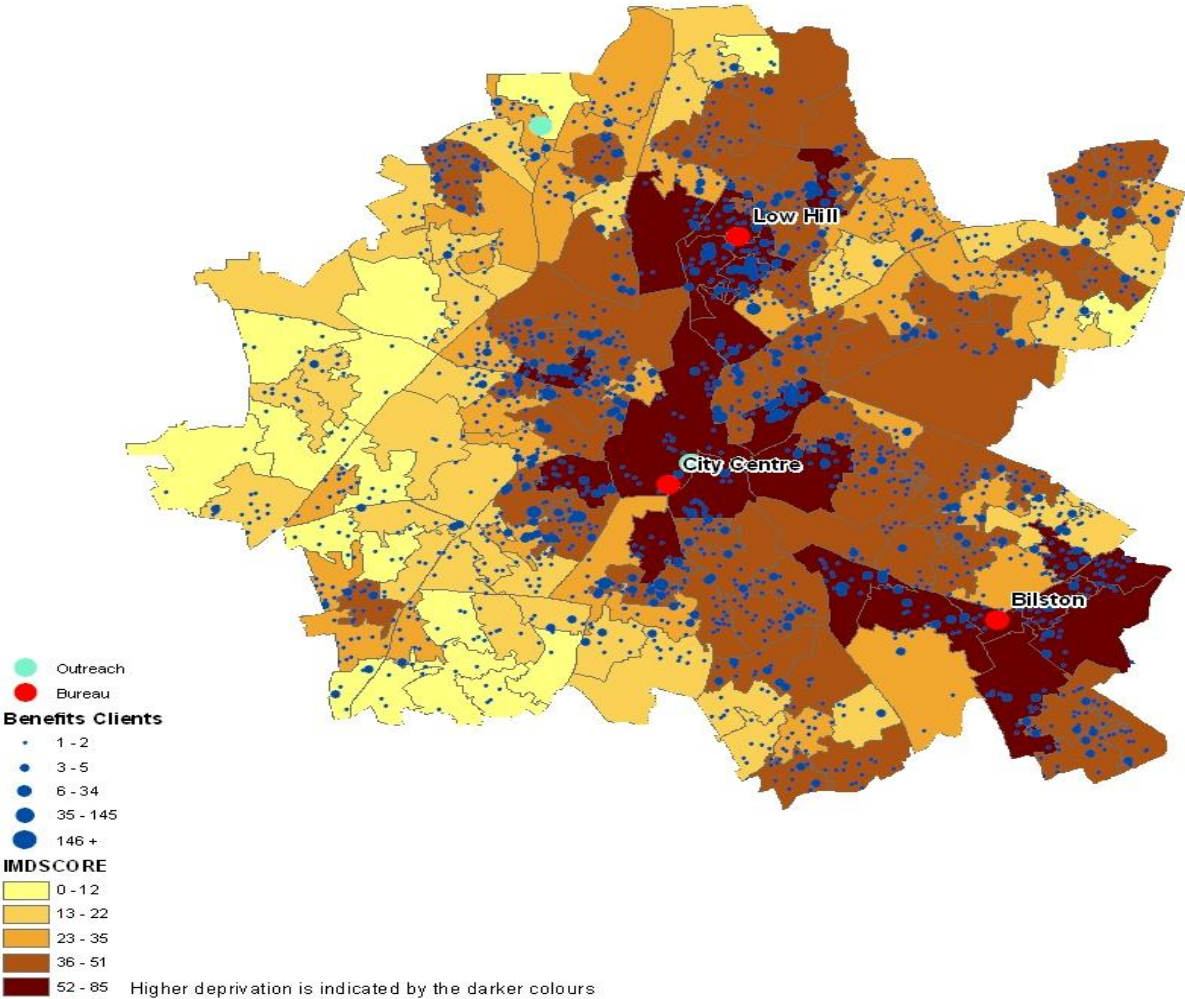 Low Hill
City Centre
Bilston
Outreach
Bureau
Benefits Clients
1 - 2
3 - 5
6 - 34
35 - 145
146 +
IMDSCORE
0 - 12
13 - 22
23 - 35
36 - 51
52 - 85 Higher deprivation is indicated by the darker colours